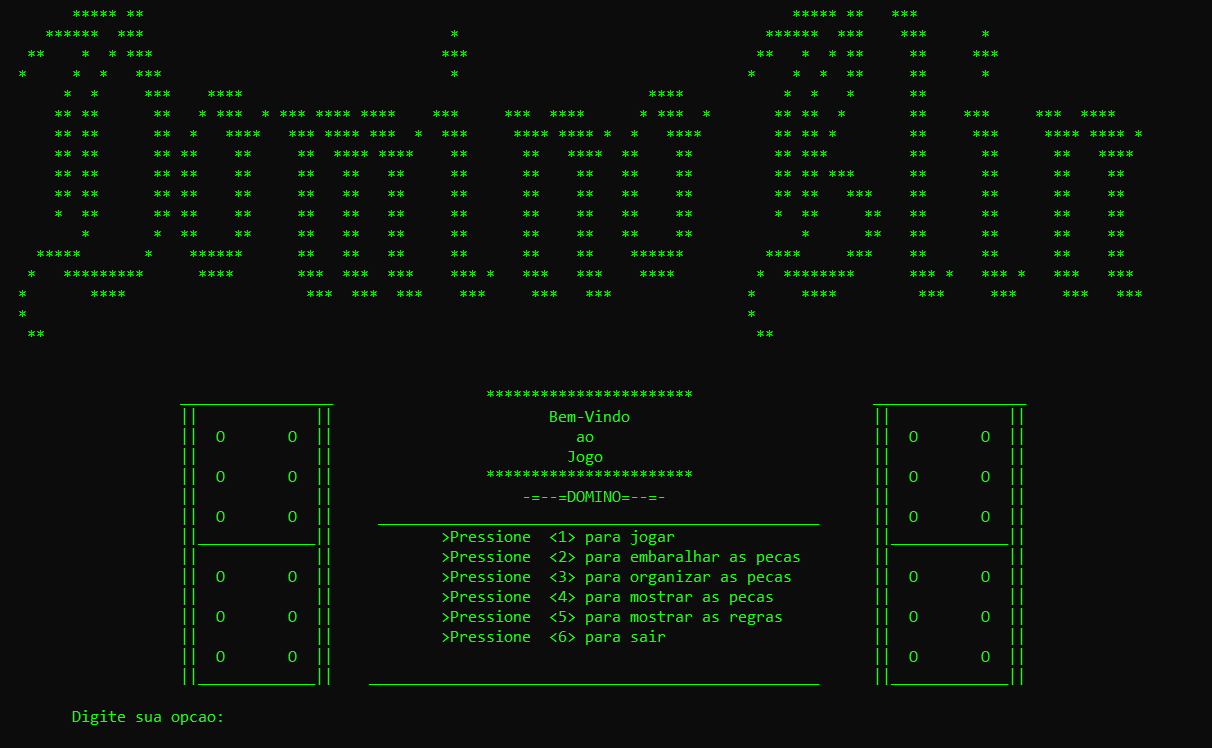 Domino Blin
Bem-Vindo
ao
Jogo
-=--=DOMINO=--=-
>Pressione <1> para jogar
>Pressione <2> para embaralhar as pecas
>Pressione <3> para organizar as pecas
>Pressione <4> para mostrar as pecas
>Pressione <5> para mostrar as regras
>Pressione <6> para sair
Digite sua opcao: